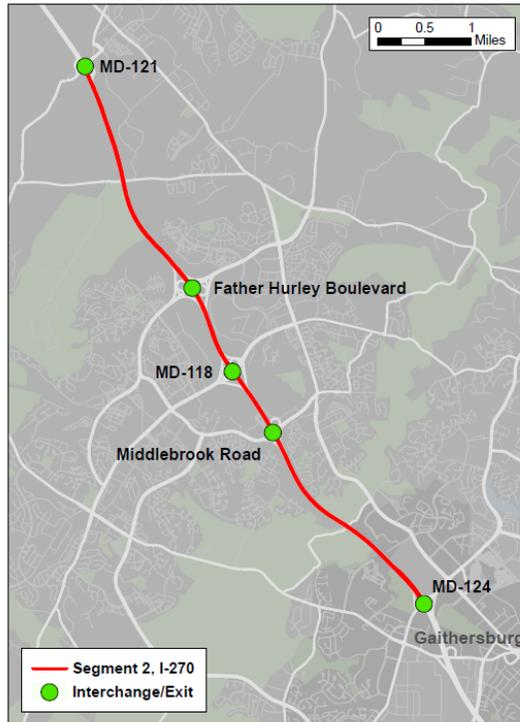 0 0.5 1
Miles
MD-121
Father Hurley Boulevard
MD-118
Middlebrook Road
MD-124
Gaithersburg
Segment 2, I-270
Interchange/Exit